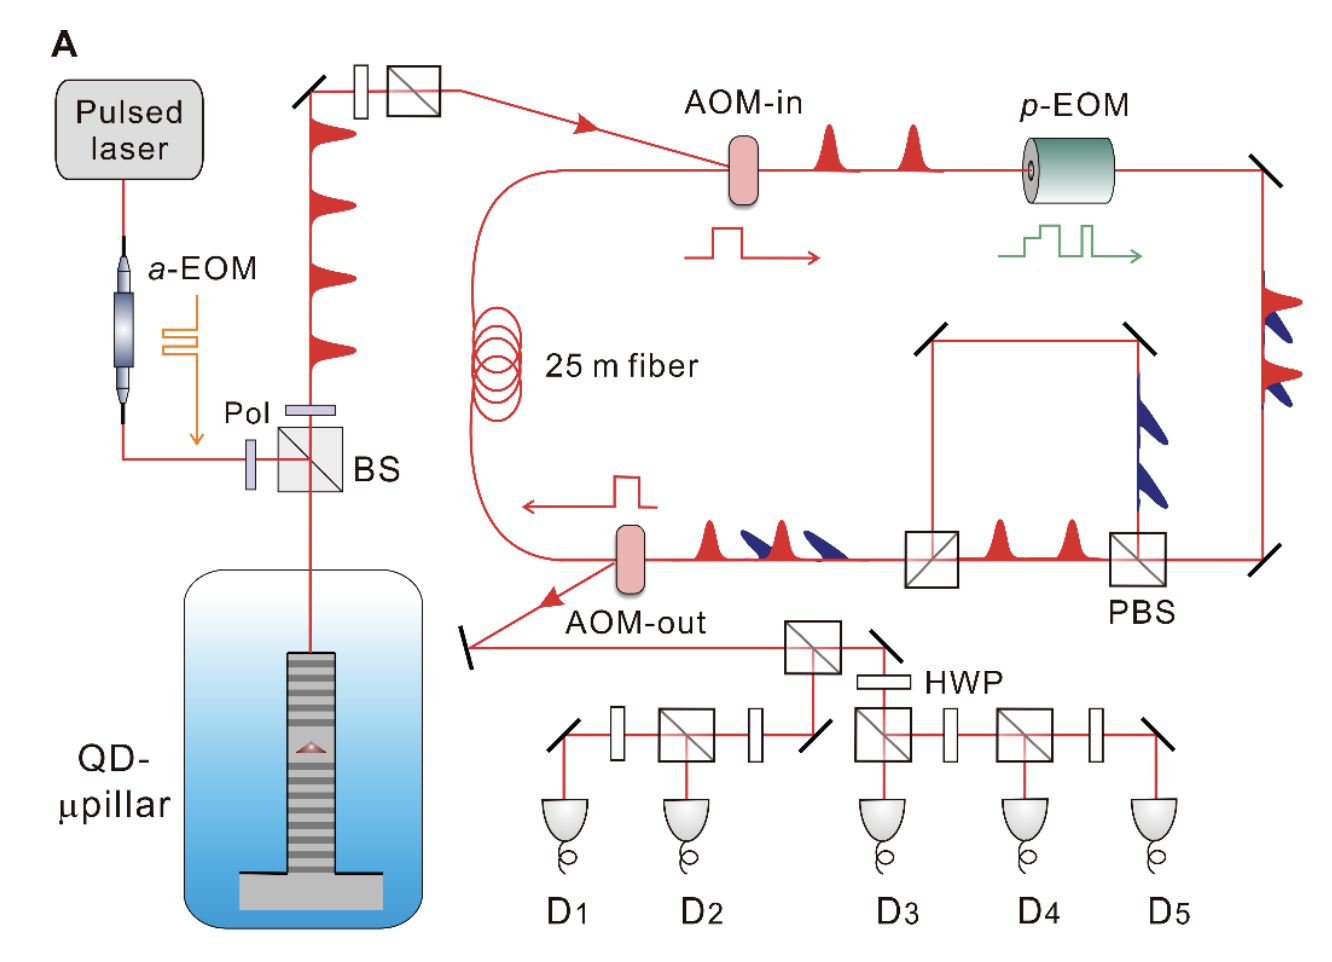 A
Pulsed
laser
a-EOM
Pol
BS
QD-
μpillar
AOM-in
p-EOM
25 m fiber
AOM-out
PBS
HWP
D1
D2
D3
D4
D5